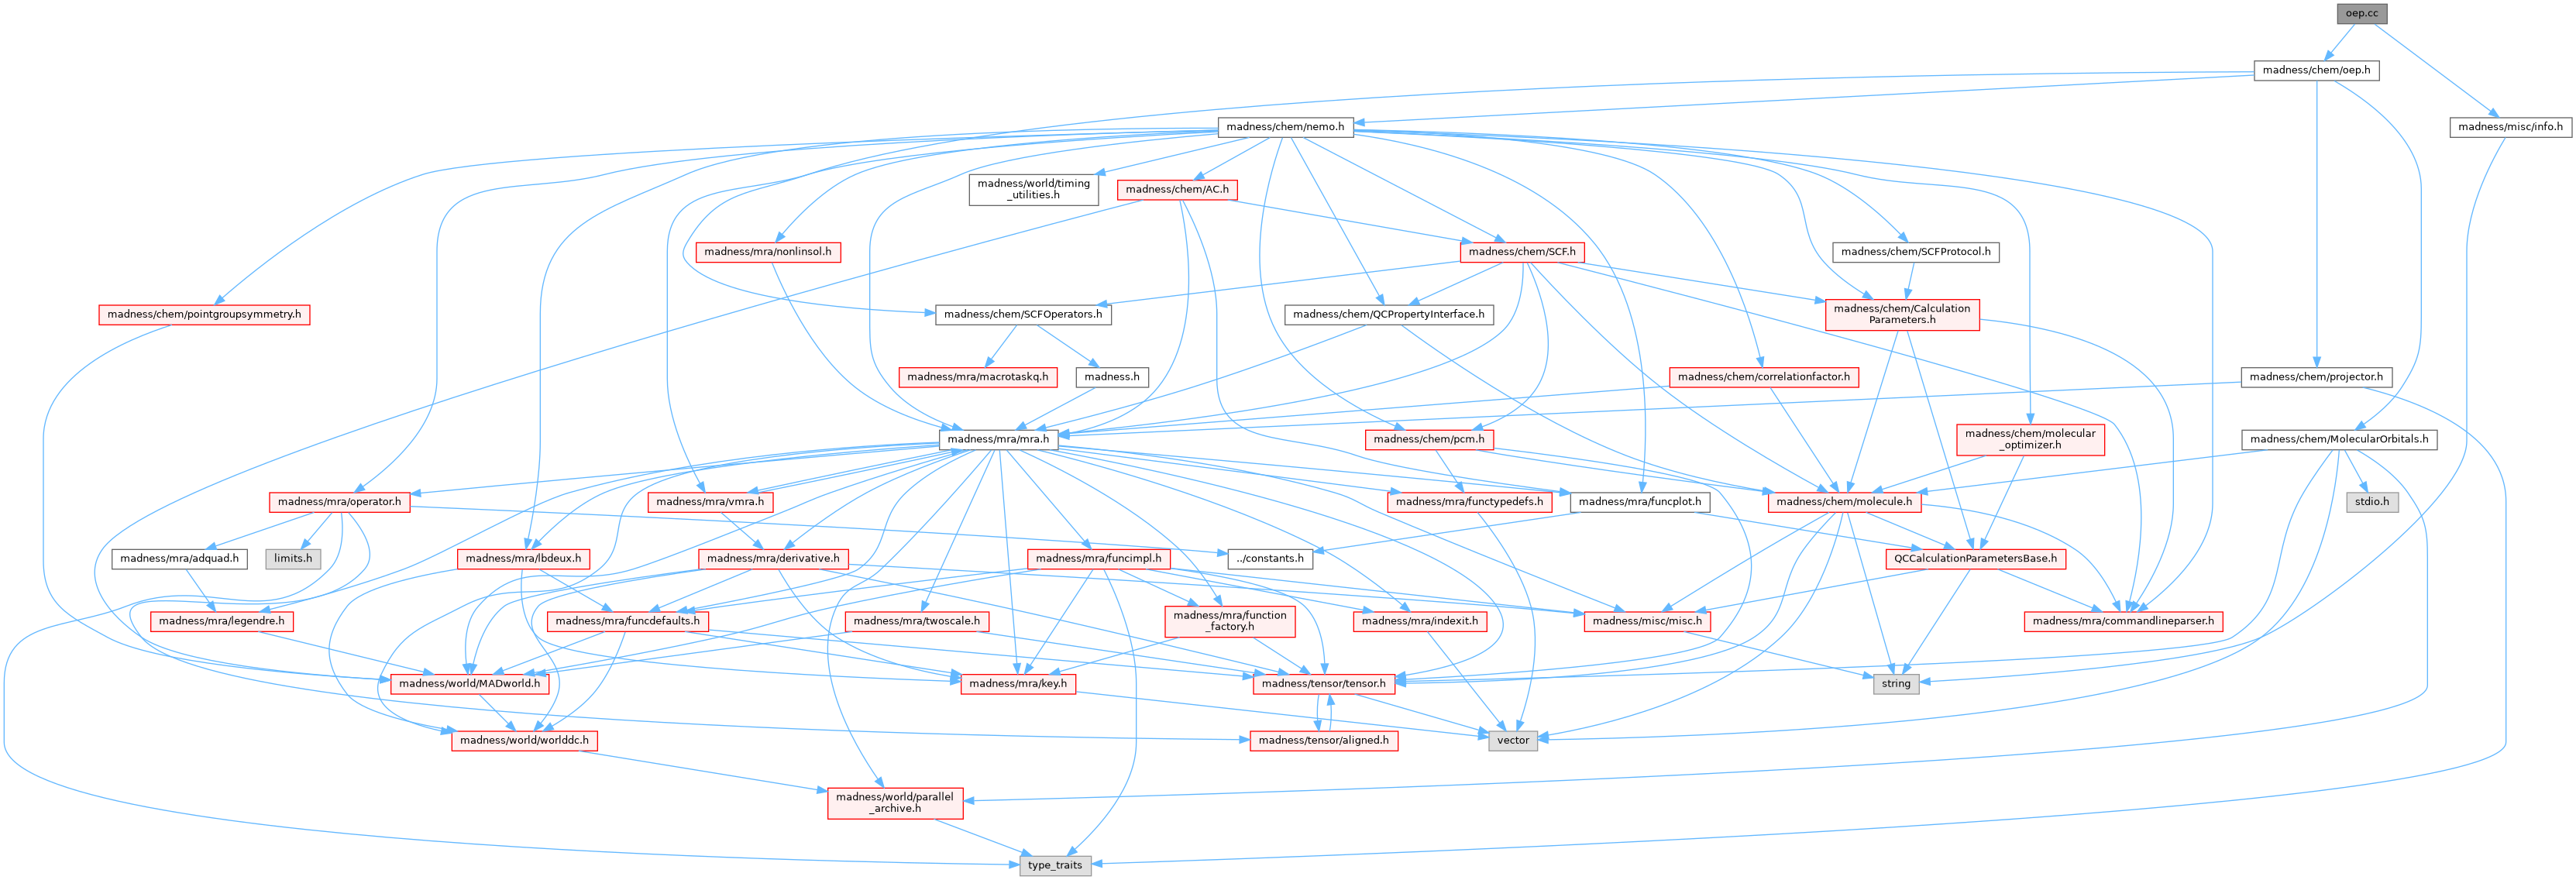 oep.cc
madness/chem/oep.h
madness/chem/nemo.h
madness/misc/info.h
madness/world/timing
_utilities.h
madness/chem/AC.h
madness/mra/nonlinsol.h
madness/chem/SCF.h
madness/chem/SCFProtocol.h
madness/chem/pointgroupsymmetry.h
madness/chem/SCFOperators.h
madness/chem/QCPropertyInterface.h
madness/chem/Calculation
Parameters.h
madness/mra/macrotaskq.h
madness.h
madness/chem/correlationfactor.h
madness/chem/projector.h
madness/mra/mra.h
madness/chem/pcm.h
madness/chem/molecular
_optimizer.h
madness/chem/MolecularOrbitals.h
madness/mra/operator.h
madness/mra/vmra.h
madness/mra/functypedefs.h
madness/mra/funcplot.h
madness/chem/molecule.h
stdio.h
madness/mra/adquad.h
limits.h
madness/mra/lbdeux.h
madness/mra/derivative.h
madness/mra/funcimpl.h
../constants.h
QCCalculationParametersBase.h
madness/mra/legendre.h
madness/mra/funcdefaults.h
madness/mra/twoscale.h
madness/mra/function
_factory.h
madness/mra/indexit.h
madness/misc/misc.h
madness/mra/commandlineparser.h
madness/world/MADworld.h
madness/mra/key.h
madness/tensor/tensor.h
string
madness/world/worlddc.h
madness/tensor/aligned.h
vector
madness/world/parallel
_archive.h
type_traits